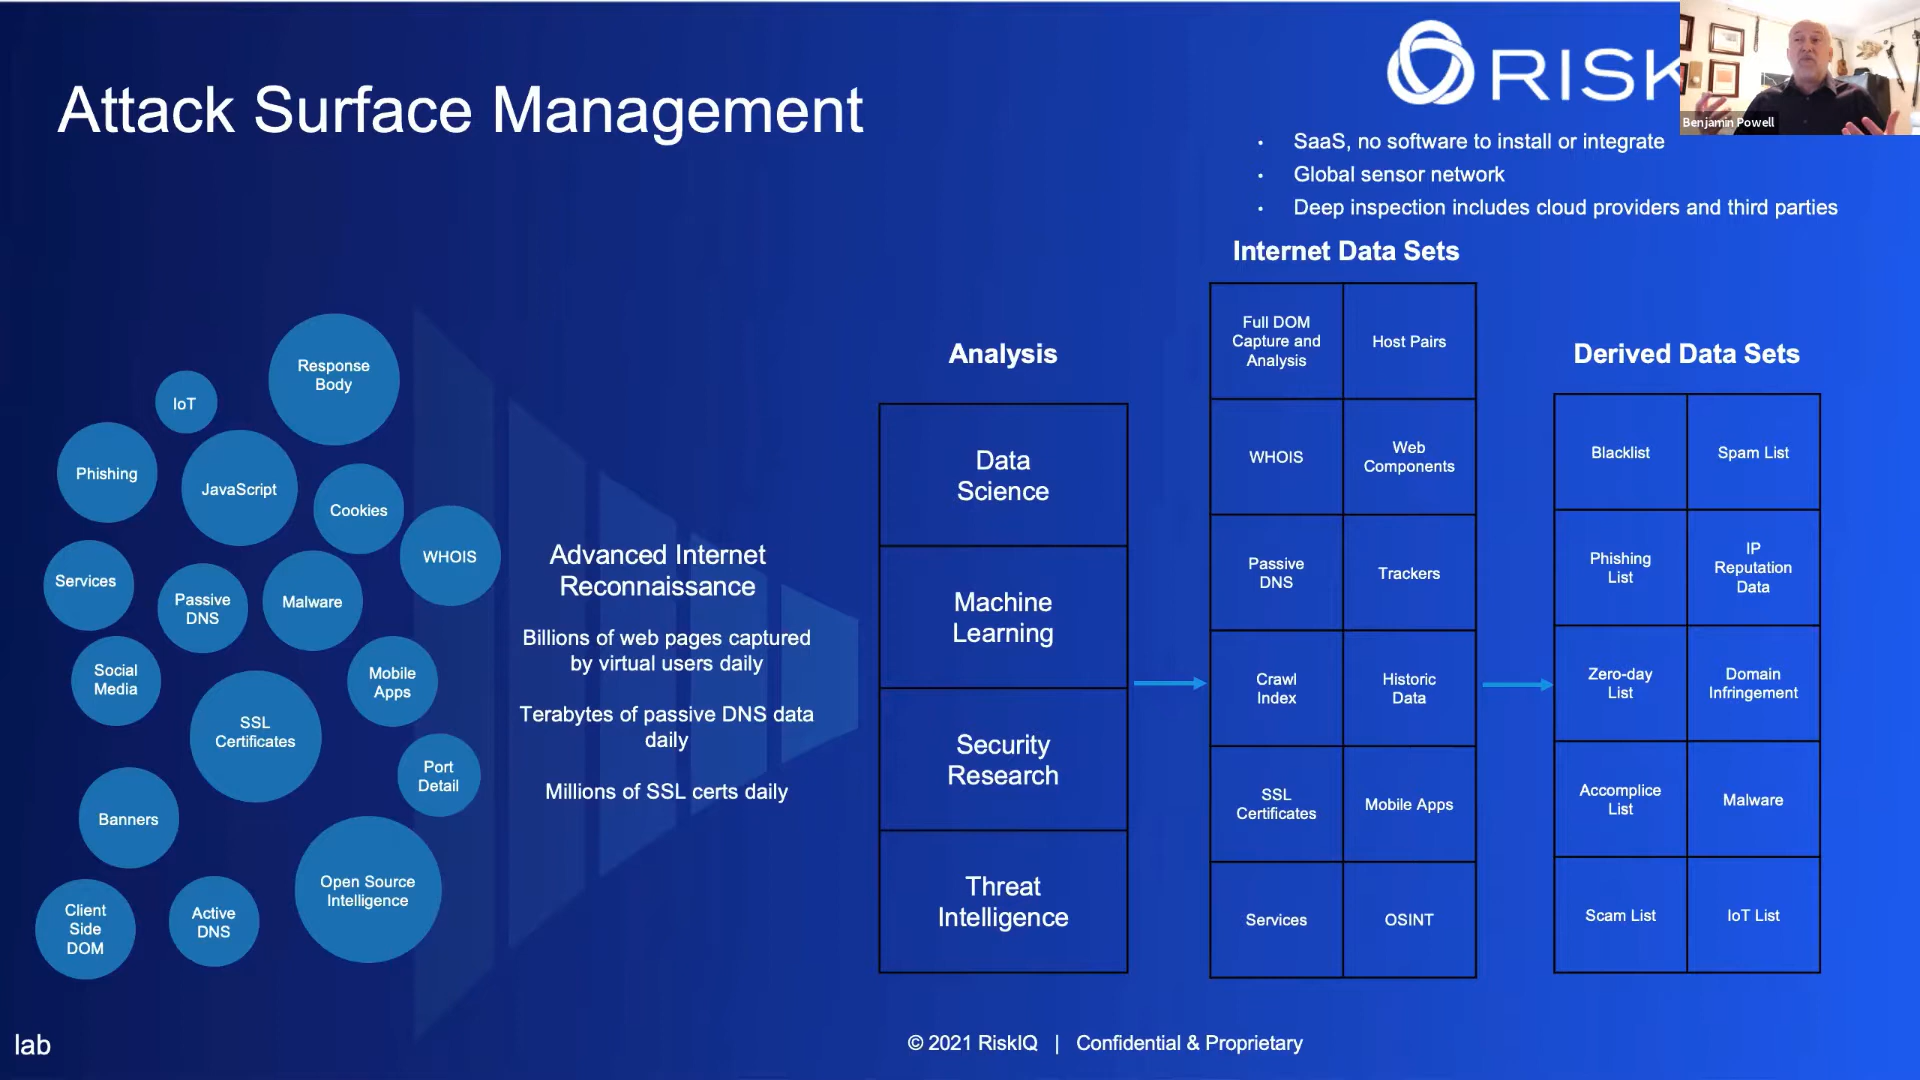 Attack Surface Management
RISK
Benjamin Powell
• SaaS, no software to install or integrate
• Global sensor network
• Deep inspection includes cloud providers and third parties
Response
Body
IoT
Phishing
JavaScript
Cookies
WHOIS
Services
Passive
DNS
Malware
Social
Media
Mobile
Apps
SSL
Certificates
Port
Detail
Banners
Open Source
Intelligence
Client
Side
DOM
Active
DNS
Advanced Internet
Reconnaissance
Billions of web pages captured
by virtual users daily
Terabytes of passive DNS data
daily
Millions of SSL certs daily
Analysis
Data
Science
Machine
Learning
Security
Research
Threat
Intelligence
Internet Data Sets
Full DOM
Capture and
Analysis
Host Pairs
WHOIS
Web
Components
Passive
DNS
Trackers
Crawl
Index
Historic
Data
SSL
Certificates
Mobile Apps
Services
OSINT
Derived Data Sets
Blacklist
Spam List
Phishing
List
IP
Reputation
Data
Zero-day
List
Domain
Infringement
Accomplice
List
Malware
Scam List
IoT List
lab
© 2021 RiskIQ | Confidential & Proprietary